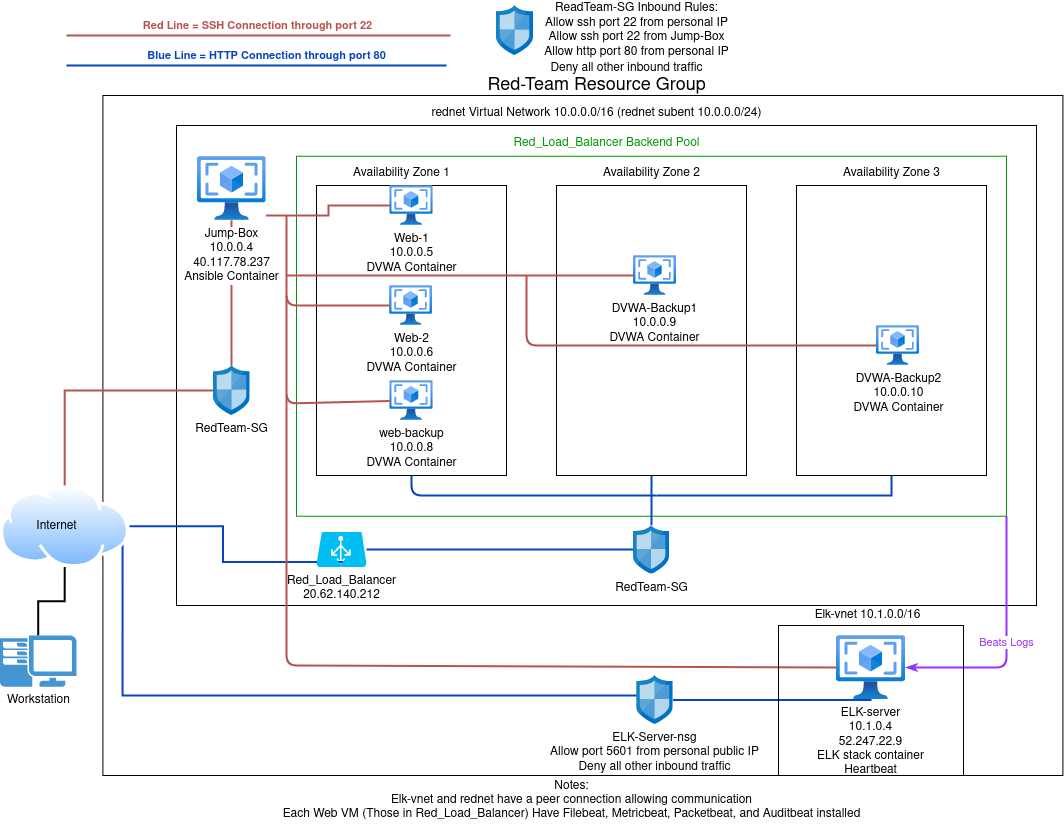 Red Line = SSH Connection through port 22
Blue Line = HTTP Connection through port 80
ReadTeam-SG Inbound Rules:
Allow ssh port 22 from personal IP
Allow ssh port 22 from Jump-Box
Allow http port 80 from personal IP
Deny all other inbound traffic
Red-Team Resource Group
rednet Virtual Network 10.0.0.0/16 (rednet subent 10.0.0.0/24)
Red_Load_Balancer Backend Pool
Availability Zone 1
Availability Zone 2
Availability Zone 3
Jump-Box
10.0.0.4
40.117.78.237
Ansible Container
Web-1
10.0.0.5
DVWA Container
Web-2
10.0.0.6
DVWA Container
web-backup
10.0.0.8
DVWA Container
DVWA-Backup1
10.0.0.9
DVWA Container
DVWA-Backup2
10.0.0.10
DVWA Container
RedTeam-SG
Internet
Red_Load_Balancer
20.62.140.212
RedTeam-SG
Workstation
Elk-vnet 10.1.0.0/16
Beats Logs
ELK-server
10.1.0.4
52.247.22.9
ELK stack container
Heartbeat
ELK-Server-nsg
Allow port 5601 from personal public IP
Deny all other inbound traffic
Notes:
Elk-vnet and rednet have a peer connection allowing communication
Each Web VM (Those in Red_Load_Balancer) Have Filebeat, Metricbeat, Packetbeat, and Auditbeat installed